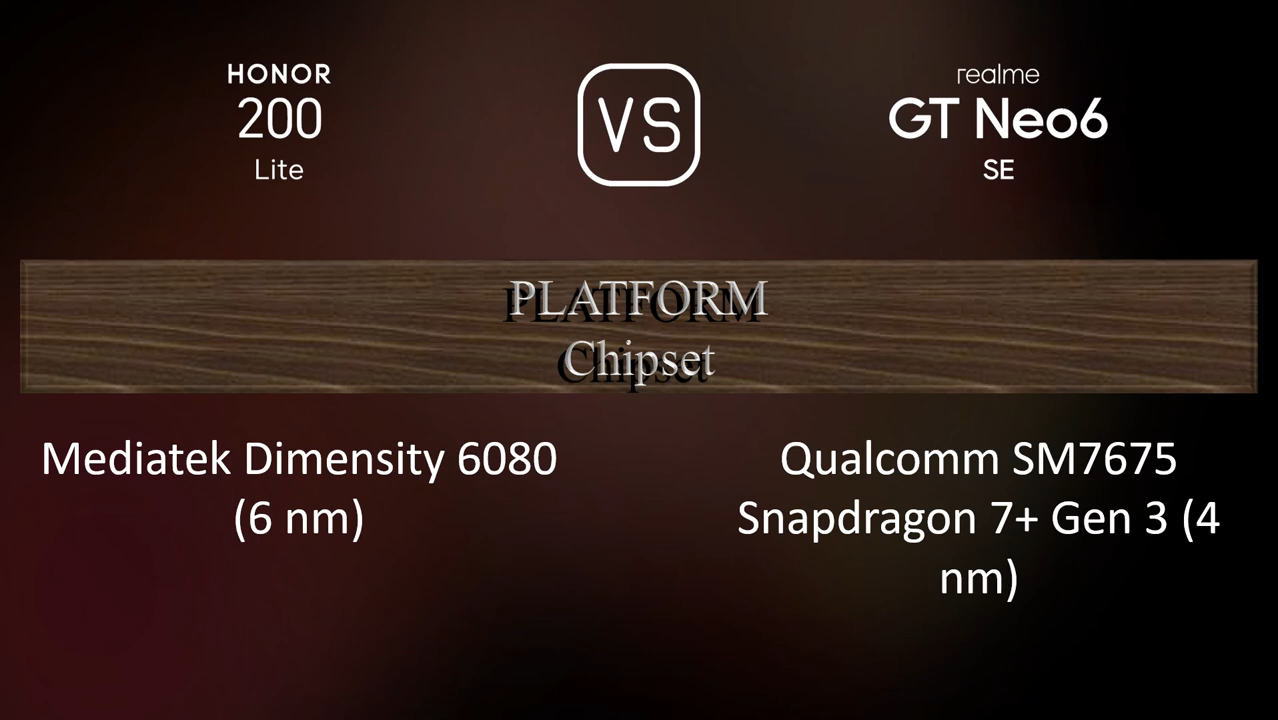 HONOR
200
Lite
VS
realme
GT Neo6
SE
PLATFORM
Chipset
Mediatek Dimensity 6080
(6 nm)
Qualcomm SM7675
Snapdragon 7+ Gen 3 (4
nm)